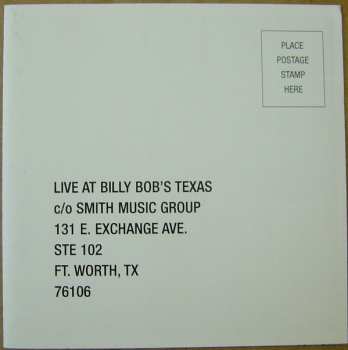 PLACE
POSTAGE
STAMP
HERE
LIVE AT BILLY BOB'S TEXAS
c/o SMITH MUSIC GROUP
131 E. EXCHANGE AVE.
STE 102
FT. WORTH, TX
76106